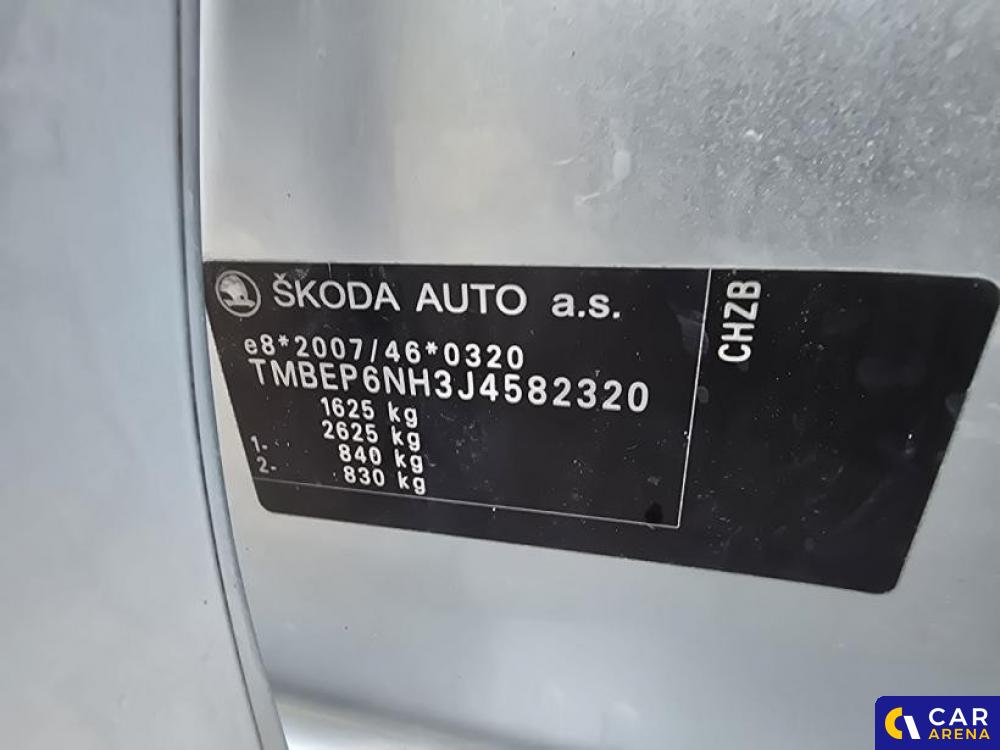 ŠKODA AUTO a.s.
e8*2007/46*0320
TMBEP6NH3J4582320
1625 kg
2625 kg
1- 840 kg
2- 830 kg
CHZB
CAR
ARENA